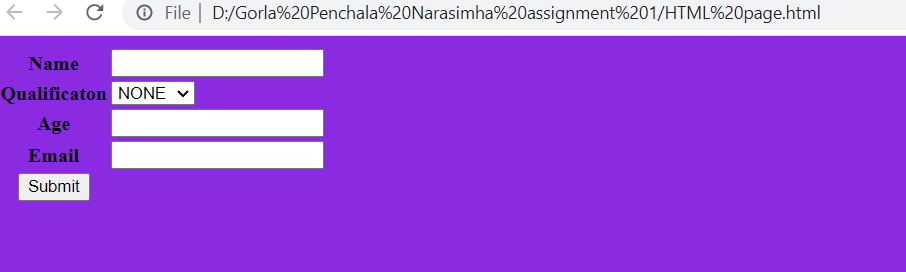 File | D:/Gorla%20Penchala%20Narasimha%20assignment%201/HTML%20page.html
Name
Qualificaton NONE
Age
Email
Submit